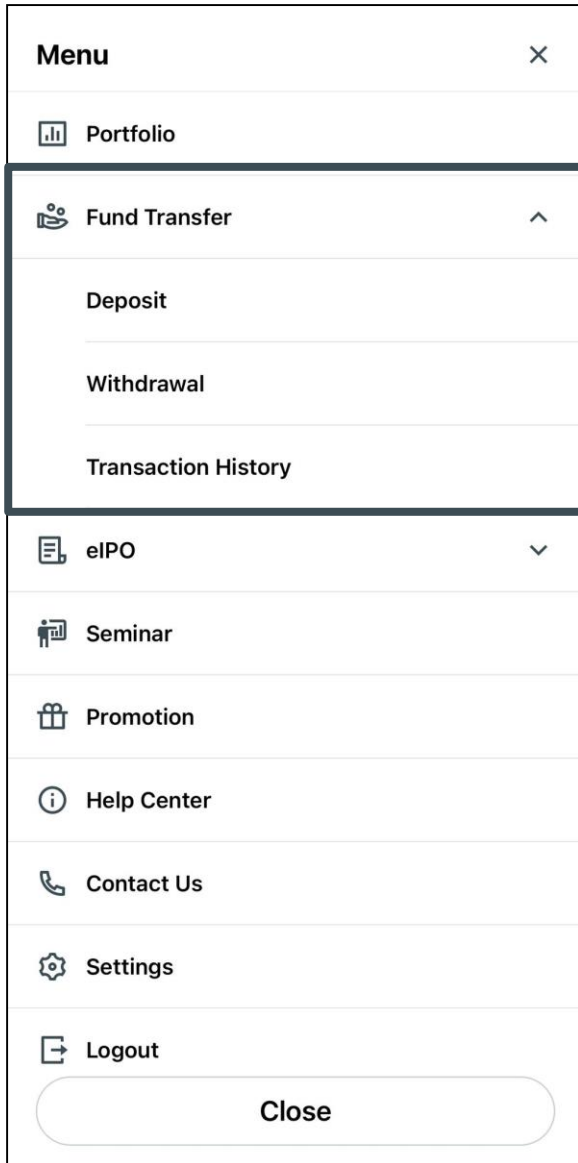 Menu
Portfolio
Fund Transfer
Deposit
Withdrawal
Transaction History
eIPO
Seminar
Promotion
Help Center
Contact Us
Settings
Logout
Close